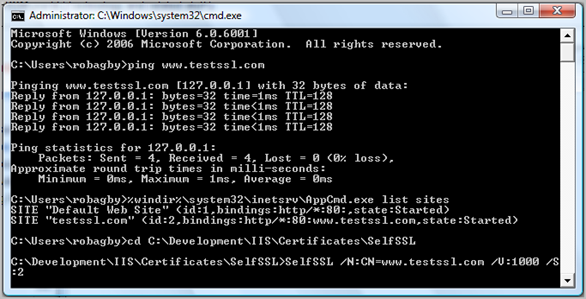 Administrator: C:\Windows\system32\cmd.exe
Microsoft Windows [Version 6.0.6001]
Copyright (c) 2006 Microsoft Corporation.  All rights reserved.
C:\Users\robagby>ping www.testssl.com
Pinging www.testssl.com [127.0.0.1] with 32 bytes of data:
Reply from 127.0.0.1: bytes=32 time=1ms TTL=128
Reply from 127.0.0.1: bytes=32 time<1ms TTL=128
Reply from 127.0.0.1: bytes=32 time<1ms TTL=128
Reply from 127.0.0.1: bytes=32 time<1ms TTL=128
Ping statistics for 127.0.0.1:
    Packets: Sent = 4, Received = 4, Lost = 0 (0% loss),
Approximate round trip times in milli-seconds:
    Minimum = 0ms, Maximum = 1ms, Average = 0ms
C:\Users\robagby>%windir%\system32\inetsrv\AppCmd.exe list sites
SITE "Default Web Site" (id:1,bindings:http/*:80:,state:Started)
SITE "testssl.com" (id:2,bindings:http/*:80:www.testssl.com,state:Started)
C:\Users\robagby>cd C:\Development\IIS\Certificates\SelfSSL
C:\Development\IIS\Certificates\SelfSSL>SelfSSL /N:CN=www.testssl.com /V:1000 /S
:2